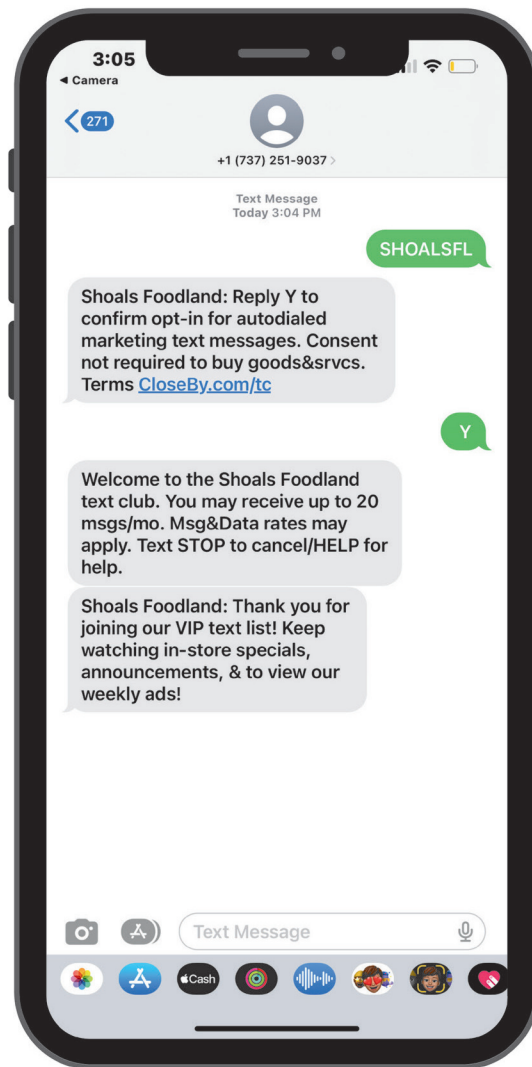 3:05
Camera
271
+1 (737) 251-9037
Text Message
Today 3:04 PM
SHOALSFL
Shoals Foodland: Reply Y to
confirm opt-in for autodialed
marketing text messages. Consent
not required to buy goods&srvcs.
Terms CloseBy.com/tc
Y
Welcome to the Shoals Foodland
text club. You may receive up to 20
msgs/mo. Msg&Data rates may
apply. Text STOP to cancel/HELP for
help.
Shoals Foodland: Thank you for
joining our VIP text list! Keep
watching in-store specials,
announcements, & to view our
weekly ads!
Text Message
Cash